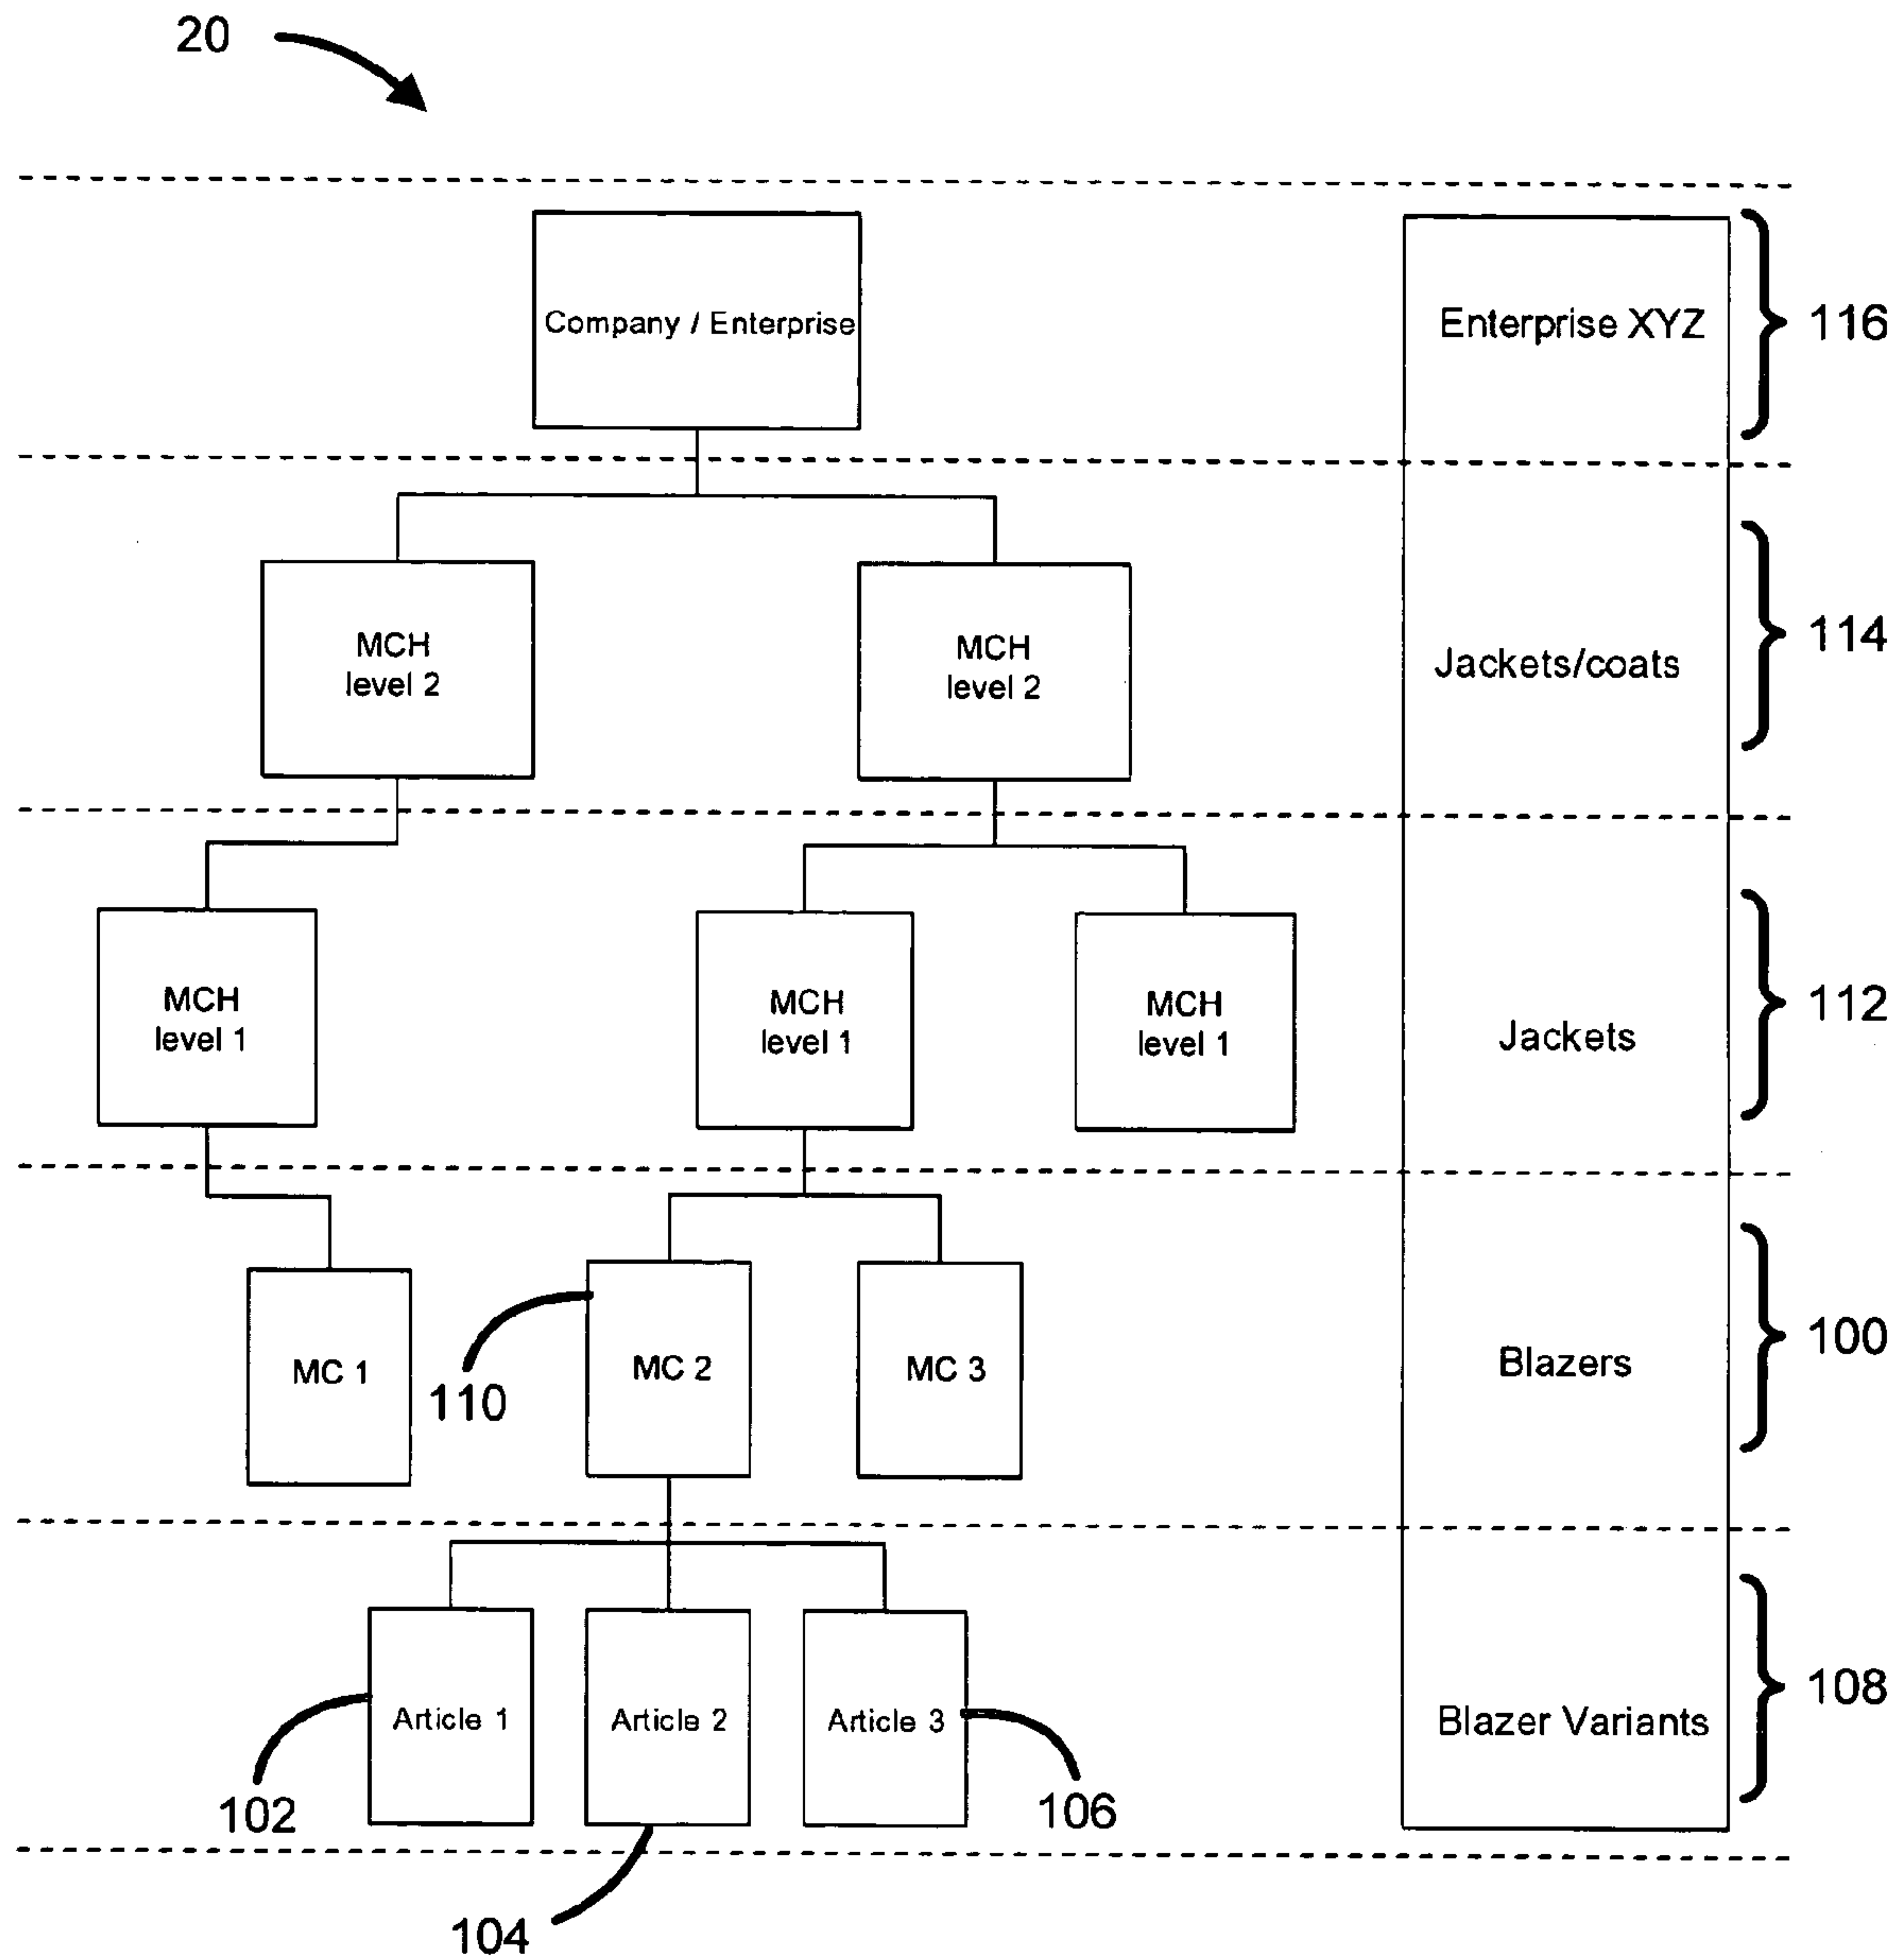 20
Company / Enterprise
Enterprise XYZ
116
MCH
level 2
MCH
level 2
Jackets/coats
114
MCH
level 1
MCH
level 1
MCH
level 1
Jackets
112
MC 1
110
MC 2
MC 3
Blazers
100
Article 1
Article 2
Article 3
Blazer Variants
108
102
104
106